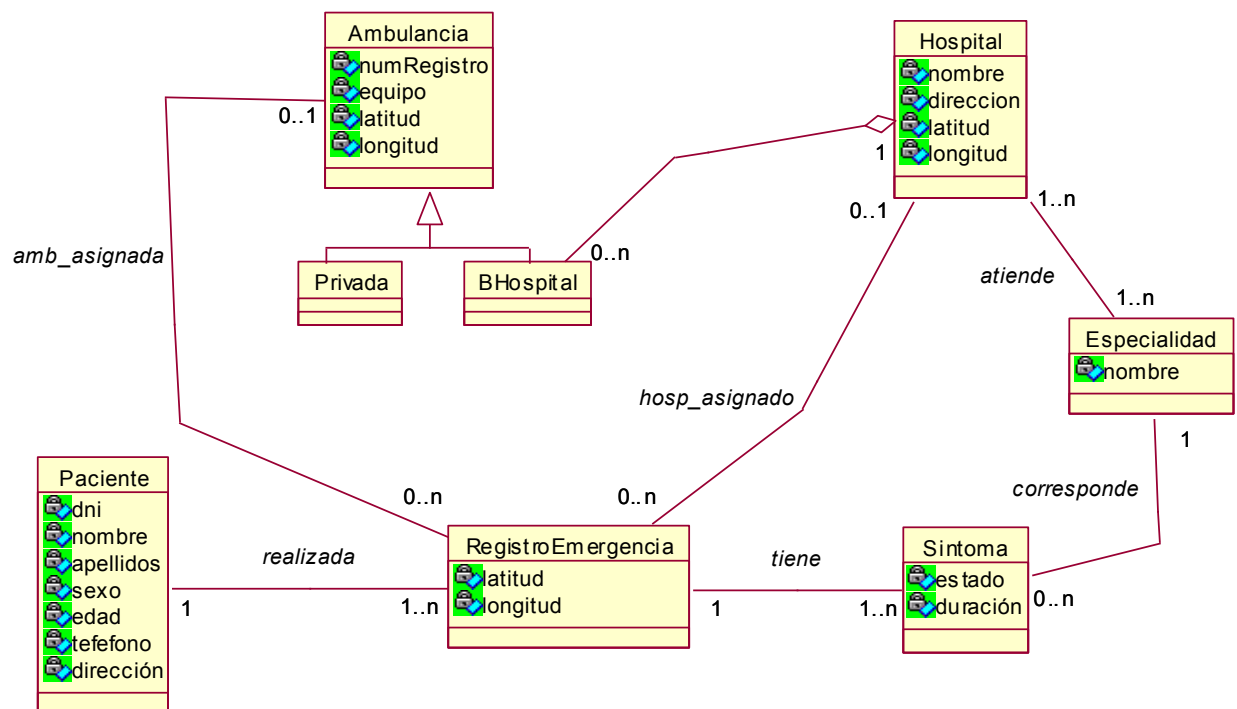 Ambulancia
numRegistro
equipo
latitud
longitud
0..1
Hospital
nombre
direccion
latitud
longitud
1
0..1
1..n
amb_asignada
Privada
BHospital
0..n
atiende
1..n
Especialidad
nombre
1
hosp_asignado
corresponde
Paciente
dni
nombre
apellidos
sexo
edad
tefefono
dirección
realizada
1
1..n
0..n
0..n
RegistroEmergencia
latitud
longitud
tiene
1
1..n
Sintoma
estado
duración
0..n